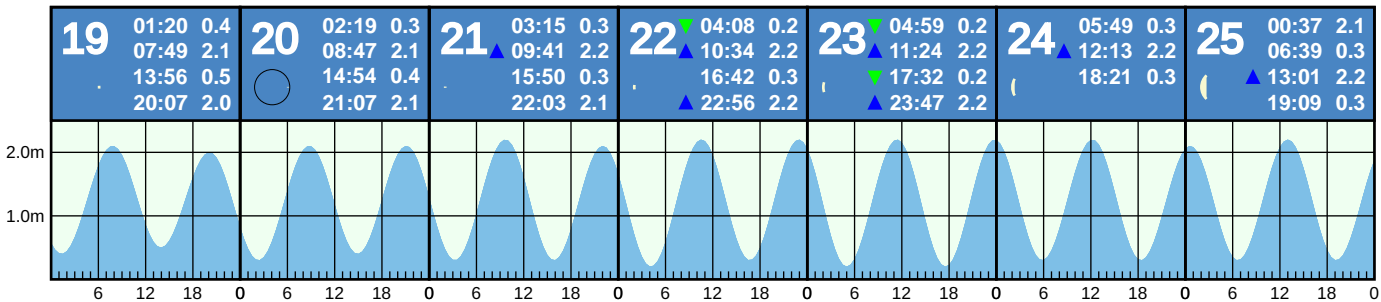 19
01:20 0.4
07:49 2.1
13:56 0.5
20:07 2.0
20
02:19 0.3
08:47 2.1
14:54 0.4
21:07 2.1
21
03:15 0.3
▲ 09:41 2.2
15:50 0.3
22:03 2.1
22
▼ 04:08 0.2
▲ 10:34 2.2
16:42 0.3
▲ 22:56 2.2
23
▼ 04:59 0.2
▲ 11:24 2.2
▼ 17:32 0.2
▲ 23:47 2.2
24
05:49 0.3
▲ 12:13 2.2
18:21 0.3
25
00:37 2.1
06:39 0.3
▲ 13:01 2.2
19:09 0.3
2.0m
1.0m
6 12 18 0 6 12 18 0 6 12 18 0 6 12 18 0 6 12 18 0 6 12 18 0 6 12 18 0